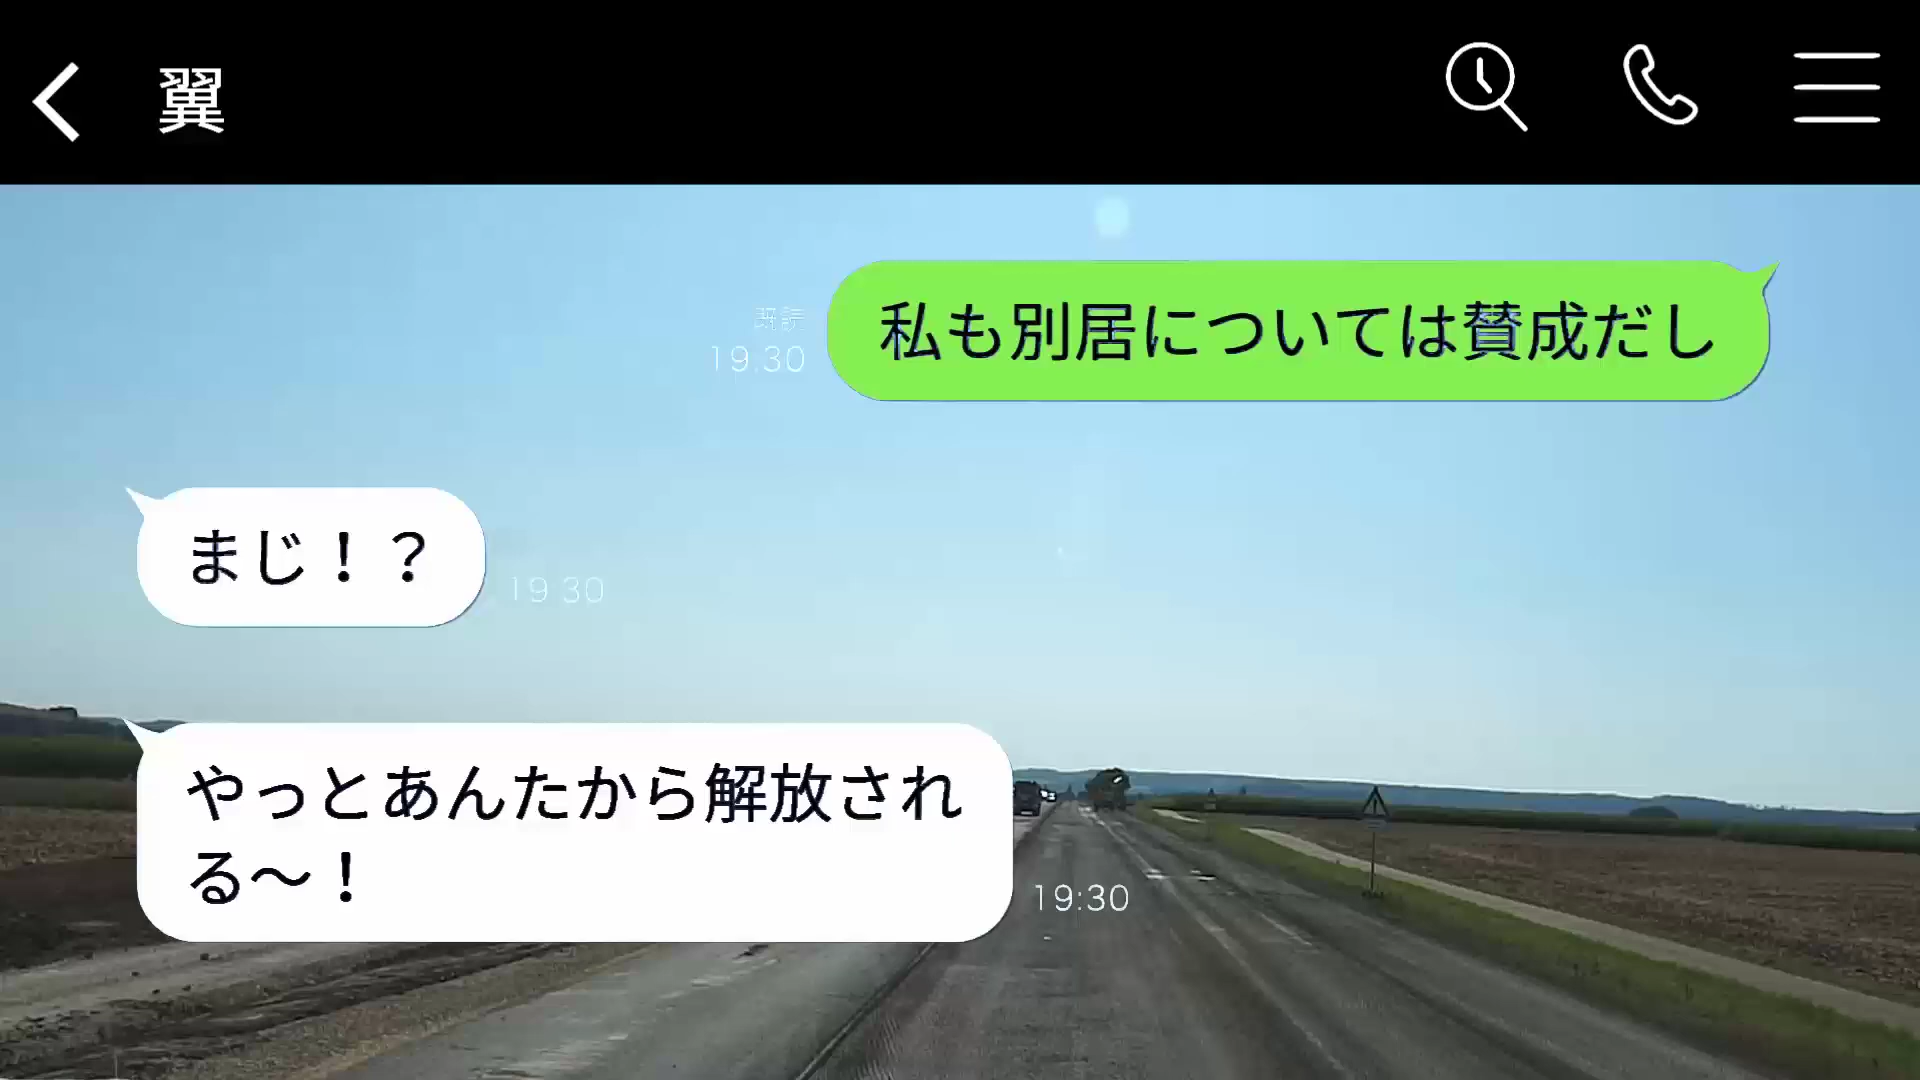 翼
私も別居については賛成だし
既読
19:30
まじ！？
19:30
やっとあんたから解放され
る～！
19:30